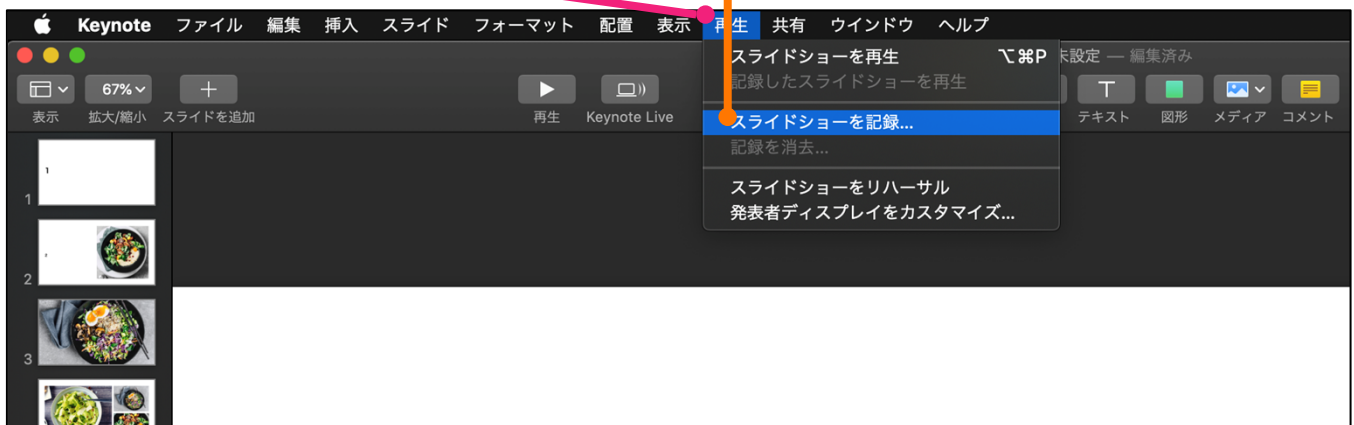 Keynote ファイル 編集 挿入 スライド フォーマット 配置 表示 再生 共有 ウインドウ ヘルプ
未設定 — 編集済み
67%
表示 拡大/縮小 スライドを追加 再生 Keynote Live テキスト 図形 メディア コメント
スライドショーを再生 ⌥⌘P
記録したスライドショーを再生
スライドショーを記録...
記録を消去...
スライドショーをリハーサル
発表者ディスプレイをカスタマイズ...
1
1
2
3